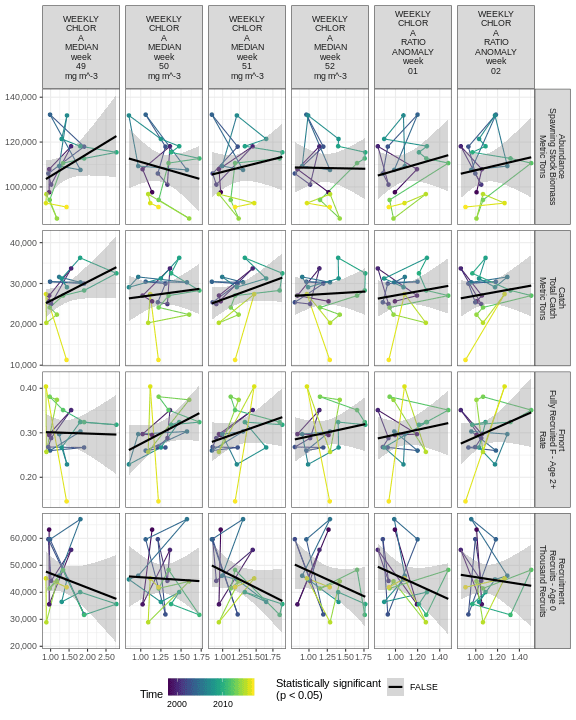 WEEKLY
CHLOR
A
MEDIAN
week
49
mg m^-3
WEEKLY
CHLOR
A
MEDIAN
week
50
mg m^-3
WEEKLY
CHLOR
A
MEDIAN
week
51
mg m^-3
WEEKLY
CHLOR
A
MEDIAN
week
52
mg m^-3
WEEKLY
CHLOR
A
RATIO
ANOMALY
week
01
WEEKLY
CHLOR
A
RATIO
ANOMALY
week
02
140,000
120,000
100,000
Abundance
Spawning Stock Biomass
Metric Tons
40,000
30,000
20,000
10,000
Catch
Total Catch
Metric Tons
0.40
0.30
0.20
Fmort
Fully Recruited F - Age 2+
Rate
60,000
50,000
40,000
30,000
20,000
Recruitment
Recruits - Age 0
Thousand Recruits
1.00 1.50 2.00 2.50
1.00 1.25 1.50 1.75
1.00 1.25 1.50 1.75
1.00 1.25 1.50 1.75
1.00 1.20 1.40
1.00 1.20 1.40
Time
2000 2010
Statistically significant
(p < 0.05)
FALSE